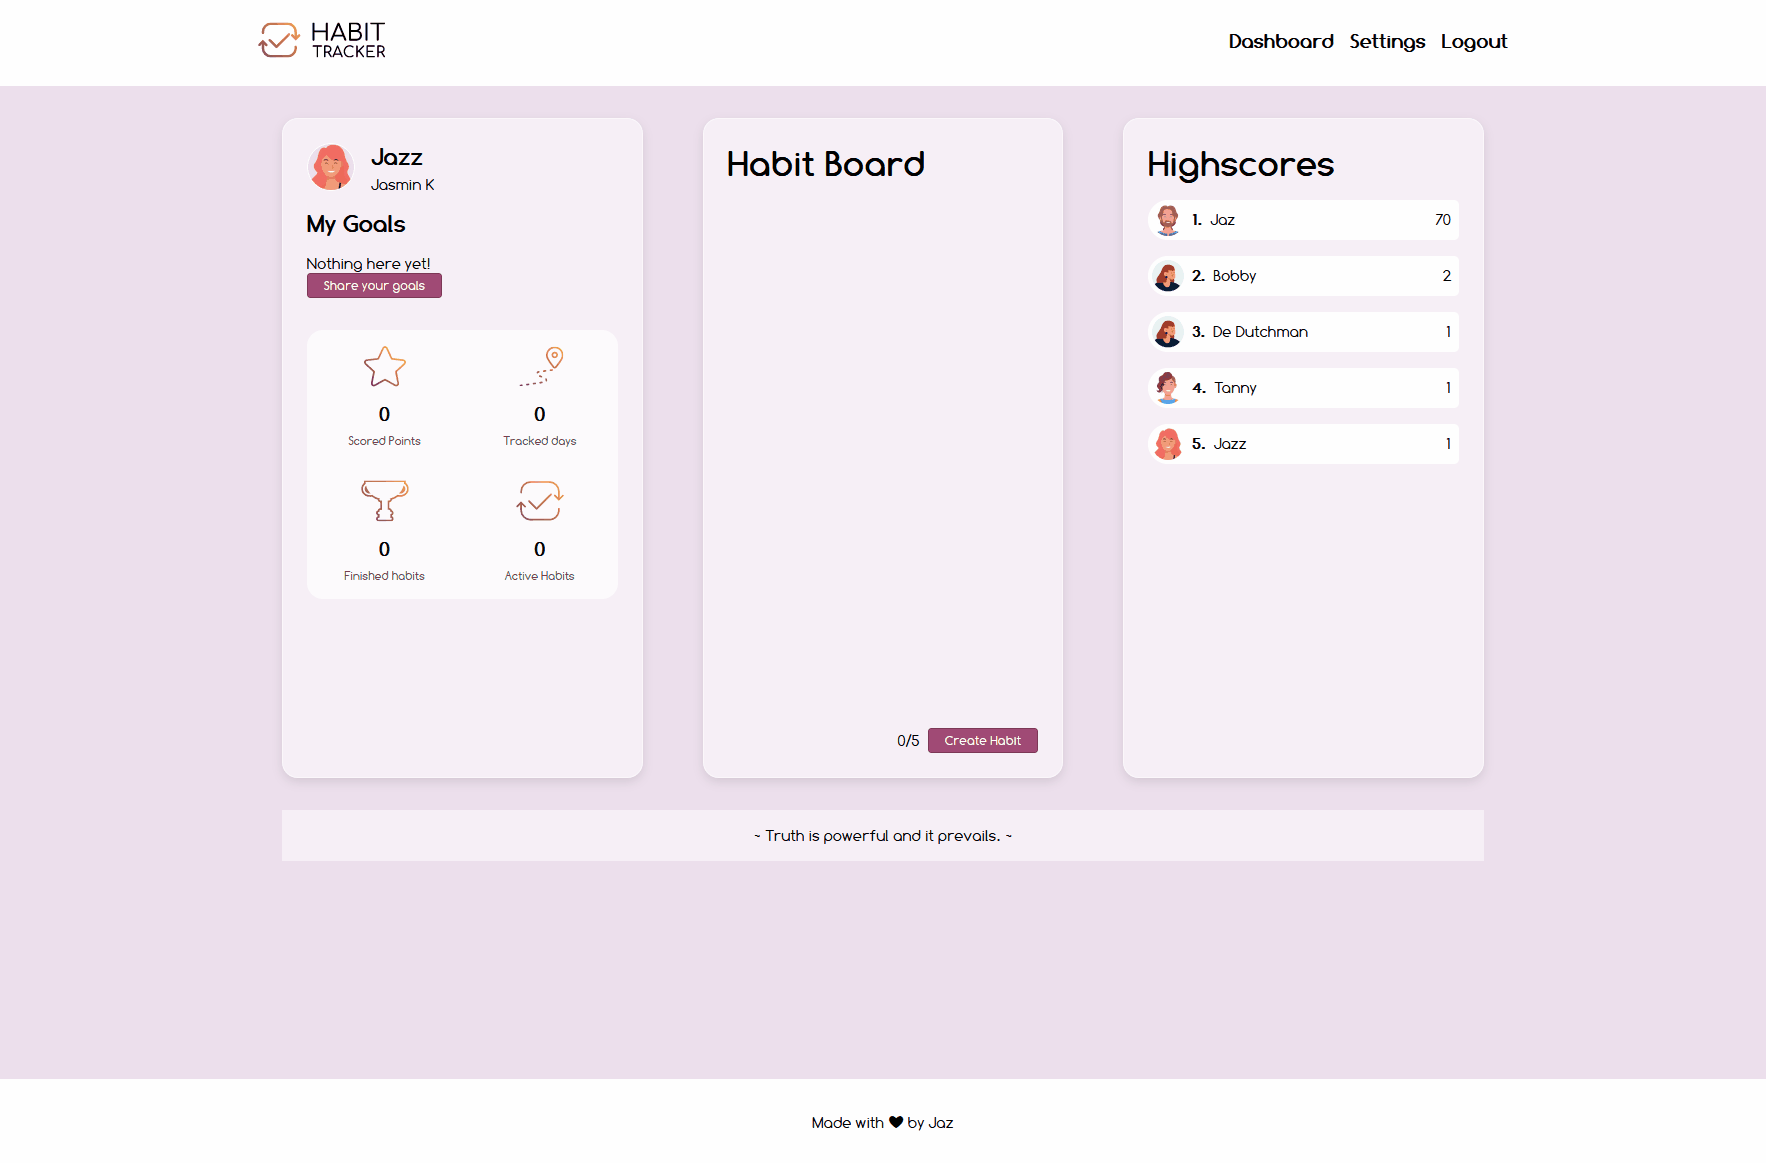 HABIT
TRACKER
Dashboard Settings Logout
Jazz
Jasmin K
My Goals
Nothing here yet!
Share your goals
0
Scored Points
0
Tracked days
0
Finished habits
0
Active Habits
Habit Board
0/5 Create Habit
Highscores
1. Jaz 70
2. Bobby 2
3. De Dutchman 1
4. Tanny 1
5. Jazz 1
~ Truth is powerful and it prevails. ~
Made with ♥ by Jaz